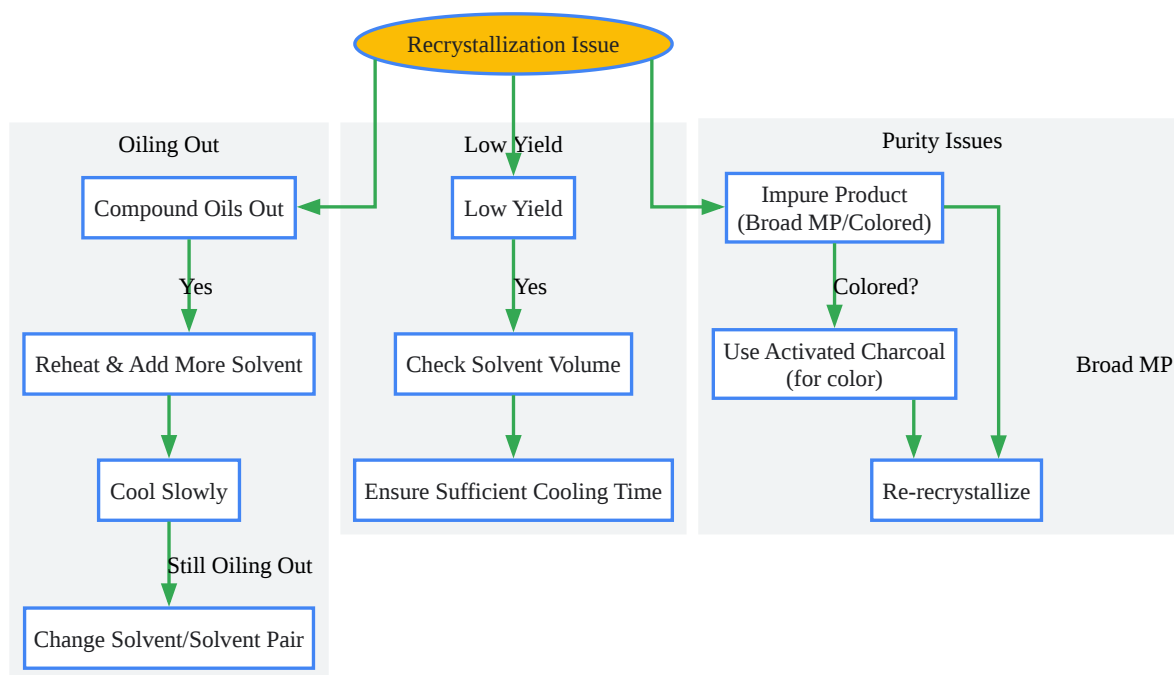 Recrystallization Issue
Oiling Out
Compound Oils Out
Yes
Reheat & Add More Solvent
Cool Slowly
Still Oiling Out
Change Solvent/Solvent Pair
Low Yield
Low Yield
Yes
Check Solvent Volume
Ensure Sufficient Cooling Time
Purity Issues
Impure Product
(Broad MP/Colored)
Colored?
Use Activated Charcoal
(for color)
Broad MP
Re-recrystallize